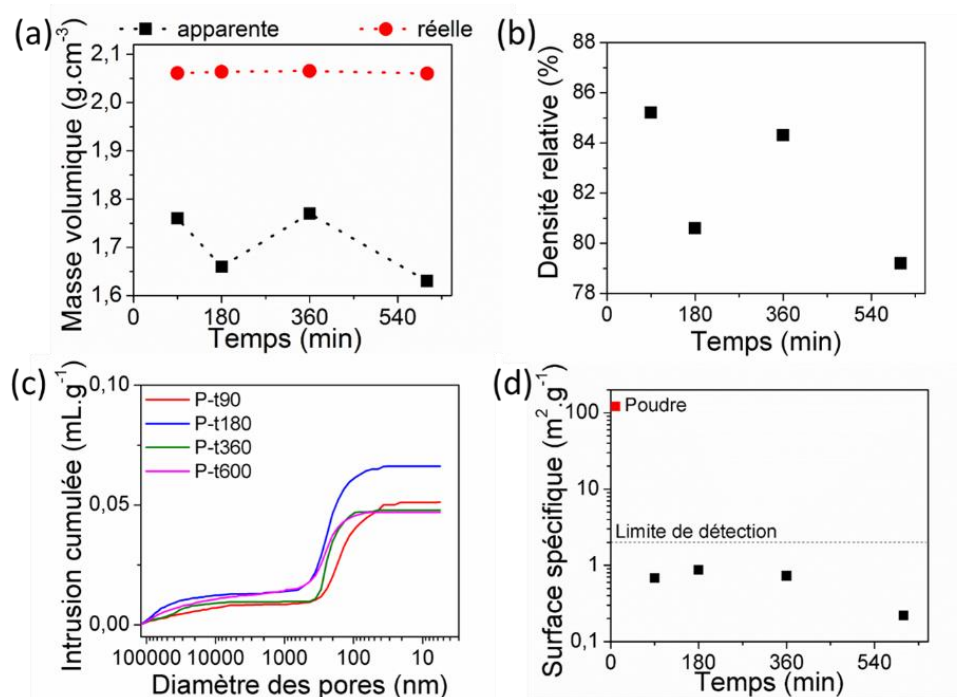 (a)
apparente
réelle
Masse volumique (g.cm-3)
2,1
2,0
1,9
1,8
1,7
1,6
0
180
360
540
Temps (min)
(b)
Densité relative (%)
88
86
84
82
80
78
0
180
360
540
Temps (min)
(c)
Intrusion cumulée (mL.g-1)
0,10
0,05
0,00
P-t90
P-t180
P-t360
P-t600
100000
10000
1000
100
10
Diamètre des pores (nm)
(d)
Surface spécifique (m2.g-1)
100
10
1
0,1
Poudre
Limite de détection
0
180
360
540
Temps (min)